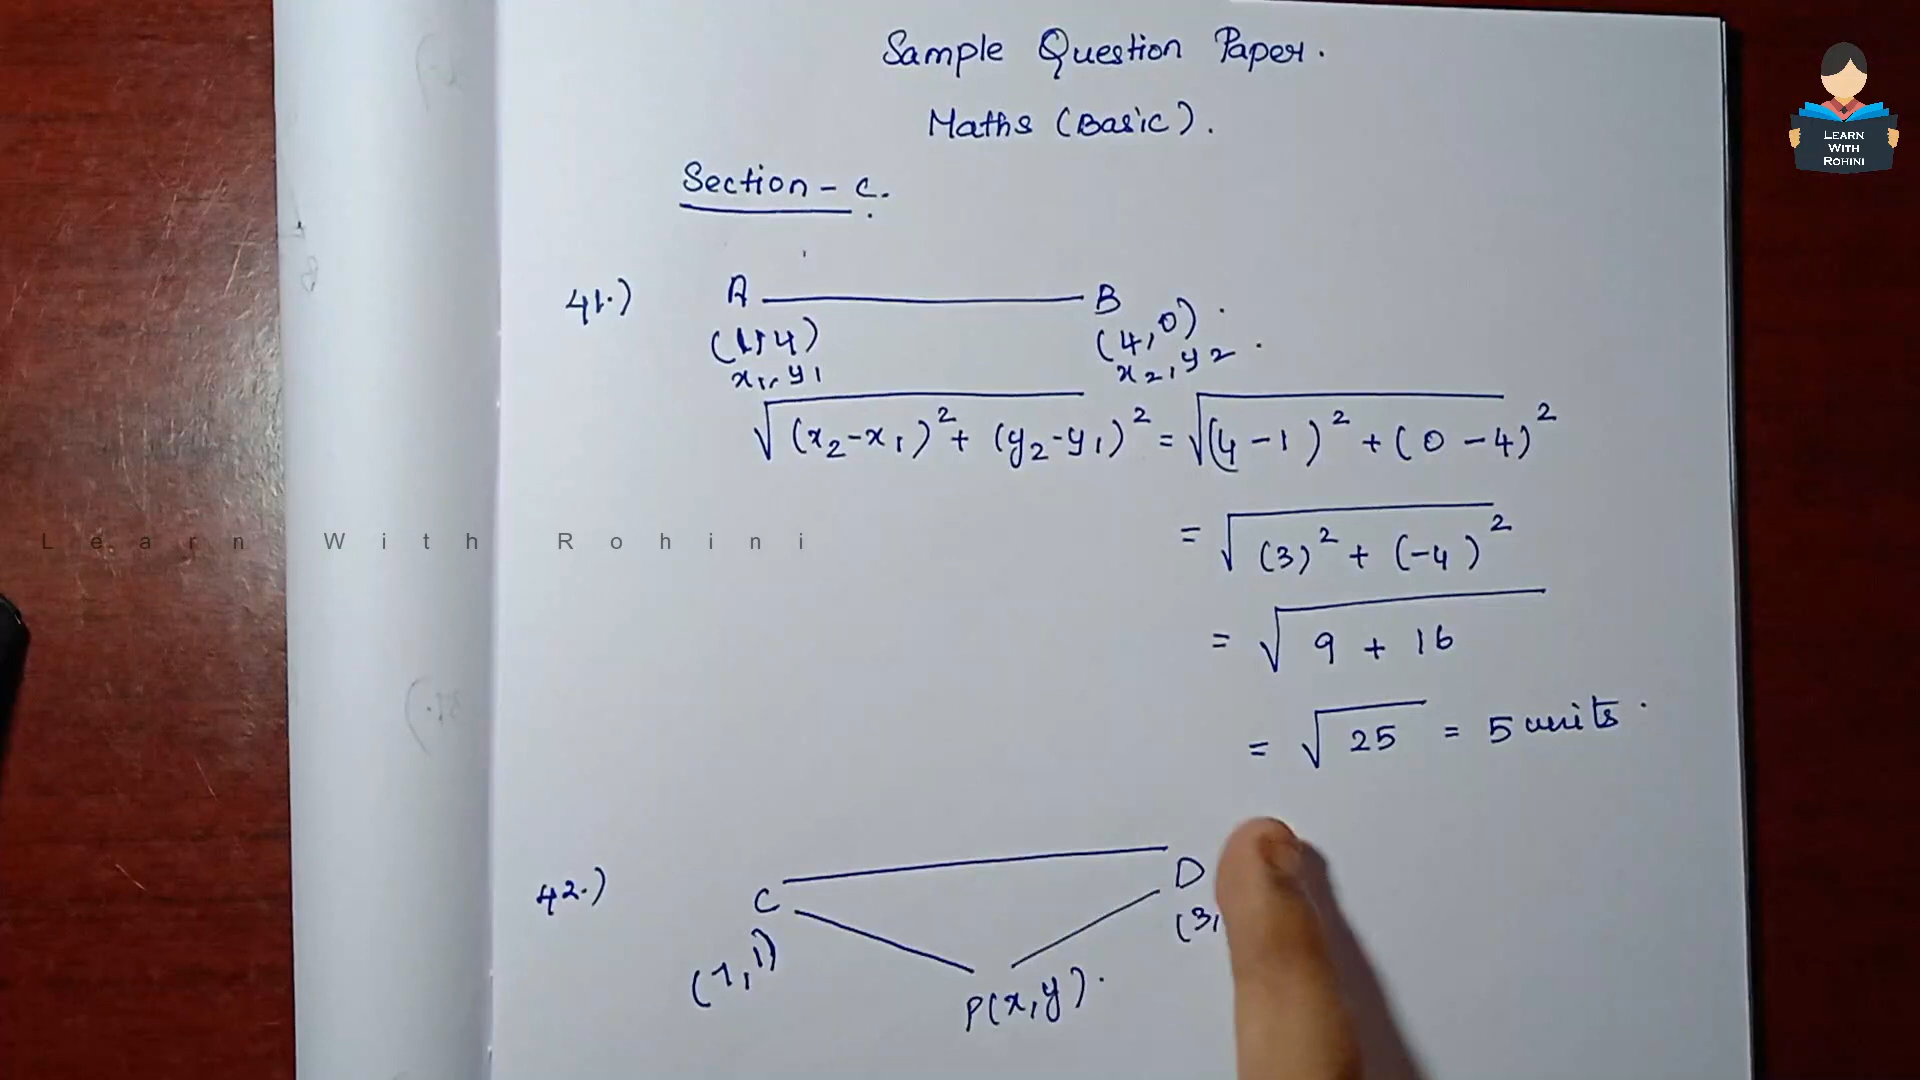 Sample Question Paper.
Maths (Basic).
LEARN
With
Rohini
Section - C.
41.) A B
(1,4) (4,0)
x1, y1 x2, y2
√(x2-x1)² + (y2-y1)² = √(4-1)² + (0-4)²
= √(3)² + (-4)²
Learn With Rohini
= √9 + 16
= √25 = 5 units.
42.) C D
(7,1) (3,
P(x,y).